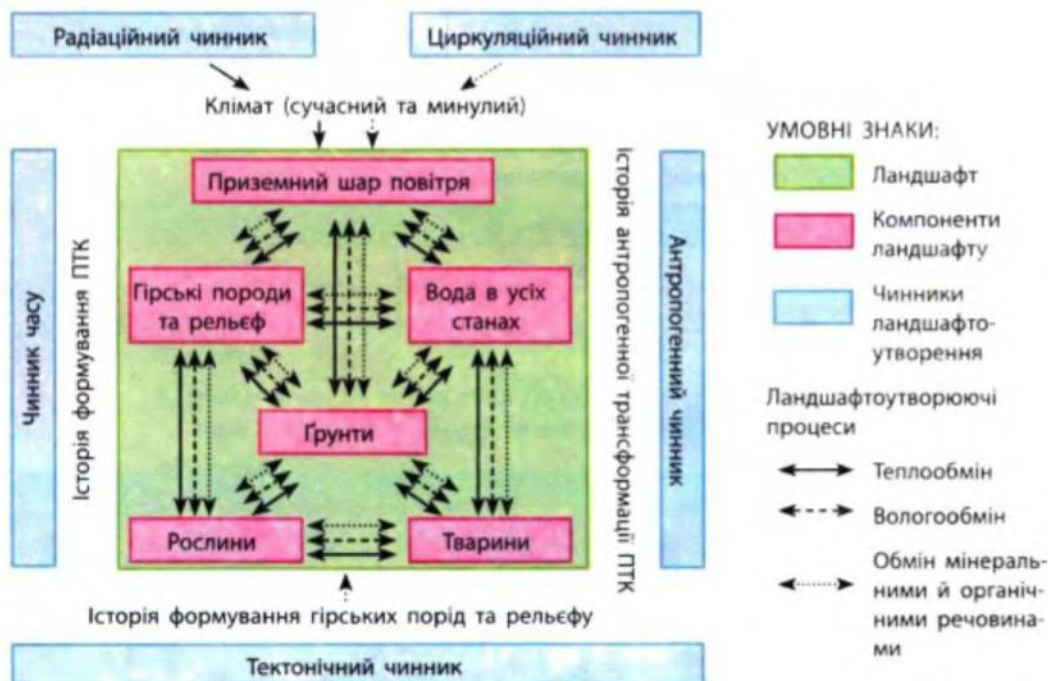 Радіаційний чинник
Циркуляційний чинник
Клімат (сучасний та минулий)
Чинник часу
Історія формування ПТК
Приземний шар повітря
Гірські породи
та рельєф
Вода в усіх
станах
Ґрунти
Рослини
Тварини
Історія антропогенної трансформації ПТК
Антропогенний чинник
Історія формування гірських порід та рельєфу
Тектонічний чинник
УМОВНІ ЗНАКИ:
Ландшафт
Компоненти
ландшафту
Чинники
ландшафто-
утворення
Ландшафтоутворюючі
процеси
Теплообмін
Вологообмін
Обмін мінераль-
ними й органіч-
ними речовина-
ми